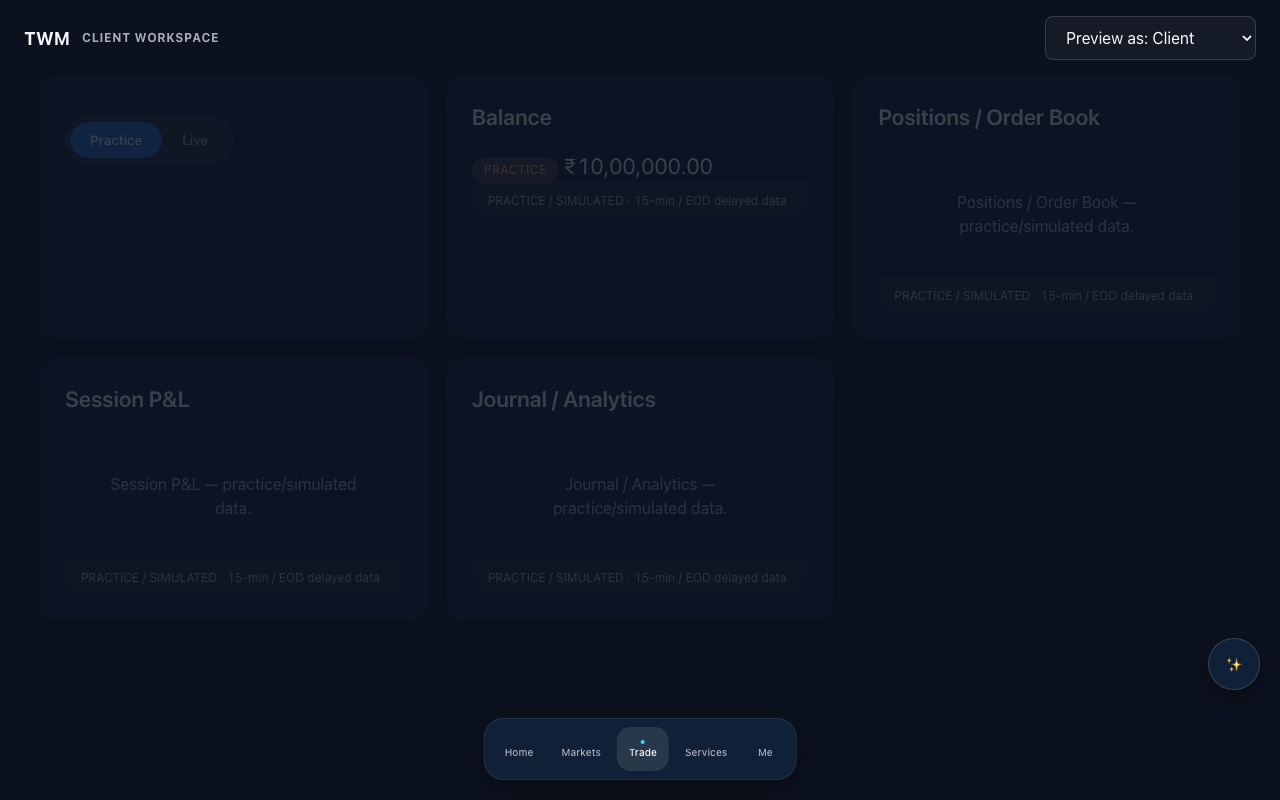 TWM CLIENT WORKSPACE
Preview as: Client
Practice Live
Balance
PRACTICE ₹10,00,000.00
PRACTICE / SIMULATED · 15-min / EOD delayed data
Positions / Order Book
Positions / Order Book —
practice/simulated data.
PRACTICE / SIMULATED · 15-min / EOD delayed data
Session P&L
Session P&L — practice/simulated
data.
PRACTICE / SIMULATED · 15-min / EOD delayed data
Journal / Analytics
Journal / Analytics —
practice/simulated data.
PRACTICE / SIMULATED · 15-min / EOD delayed data
Home Markets Trade Services Me